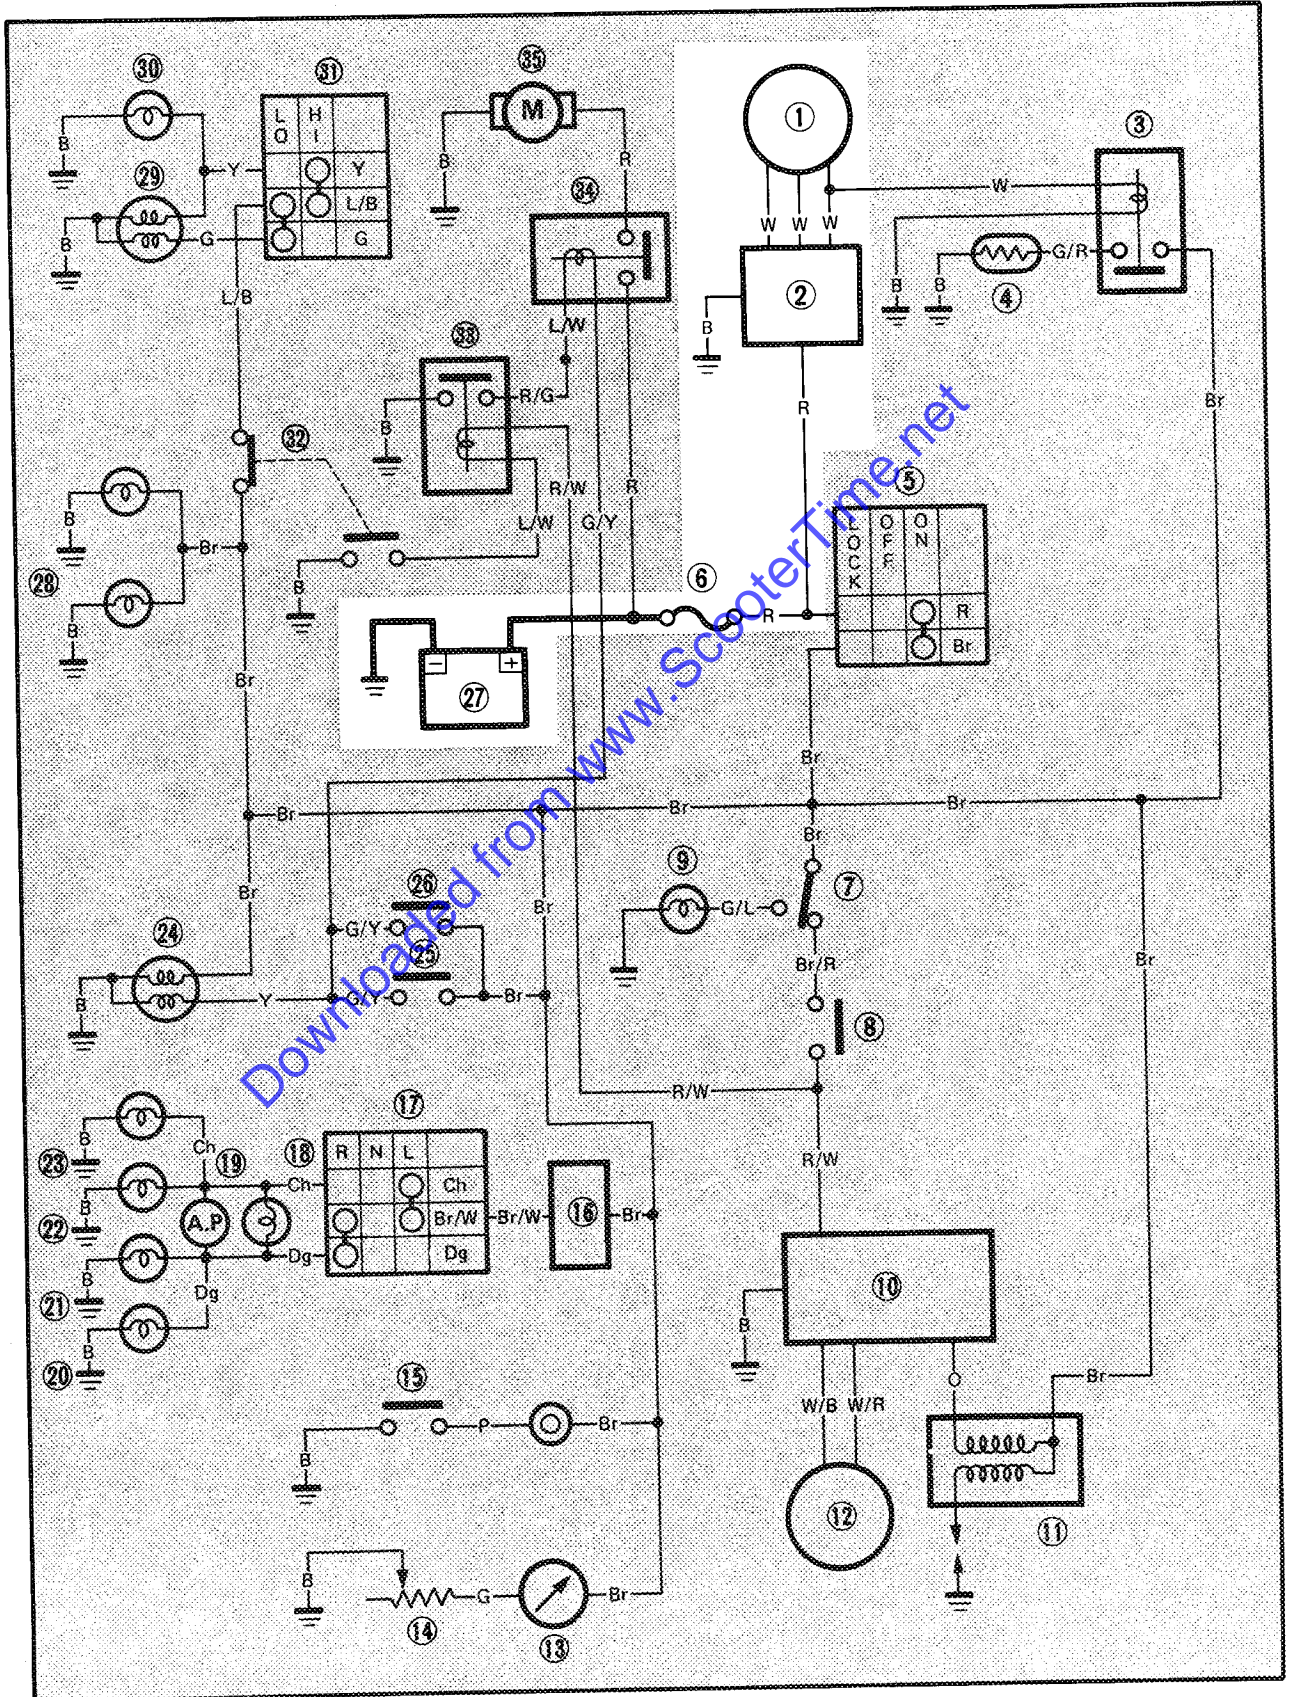 30
31
35
1
3
LO HI
M
B
Y
Y
B
R
29
34
W
L/B
W W W
B
G
G
G/R
L/B
2
B B
4
L/W
B
33
R/G
B
R
Br
32
5
R/W
R
LOCK OFF ON
B
L/W
G/Y
Br
28
B
6
R
R
B
Br
- +
27
Br
Br
Br
Br
Br
Br
9
7
Br
26
Br
G/L
24
G/Y
25
Br/R
Br
Y
G/Y
Br
8
B
R/W
17
B
Ch
19
18
R N L
R/W
23
Ch
Ch
B
A.P
Br/W
Br/W
16
Br
22
Dg
Dg
B
10
21
Dg
B
B
20
15
O
Br
W/B W/R
P
Br
B
12
11
B
G
Br
14
13
Downloaded from www.ScooterTime.net